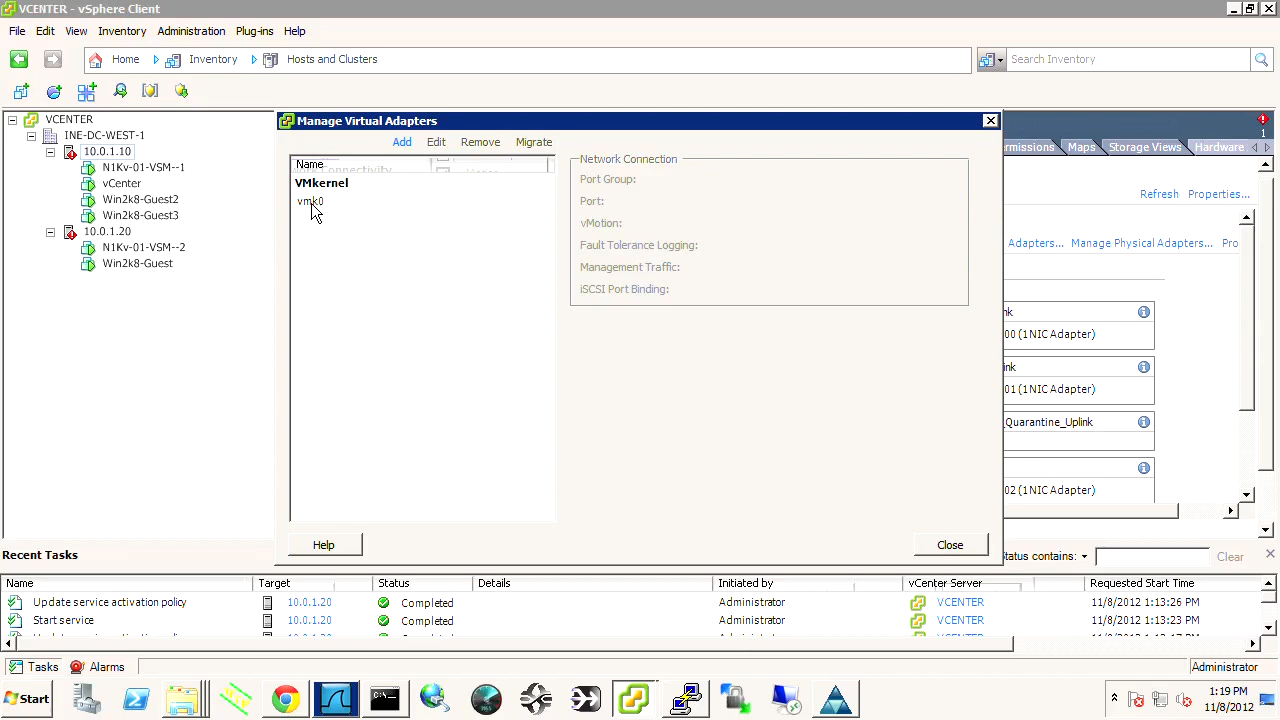 VCENTER - vSphere Client
File Edit View Inventory Administration Plug-ins Help
Home Inventory Hosts and Clusters Search Inventory
VCENTER
INE-DC-WEST-1
10.0.1.10
N1Kv-01-VSM--1
vCenter
Win2k8-Guest2
Win2k8-Guest3
10.0.1.20
N1Kv-01-VSM--2
Win2k8-Guest
Manage Virtual Adapters
Add Edit Remove Migrate
Name
VMkernel
vmk0
Network Connection
Port Group:
Port:
vMotion:
Fault Tolerance Logging:
Management Traffic:
iSCSI Port Binding:
Help Close
1
ermissions Maps Storage Views Hardware
Refresh Properties...
Adapters... Manage Physical Adapters... Pro
nk
00 (1NIC Adapter)
ink
01 (1NIC Adapter)
_Quarantine_Uplink
02 (1NIC Adapter)
Recent Tasks
Status contains: Clear
Name Target Status Details Initiated by vCenter Server Requested Start Time
Update service activation policy 10.0.1.20 Completed Administrator VCENTER 11/8/2012 1:13:26 PM
Start service 10.0.1.20 Completed Administrator VCENTER 11/8/2012 1:13:23 PM
Tasks Alarms Administrator
Start
1:19 PM
11/8/2012